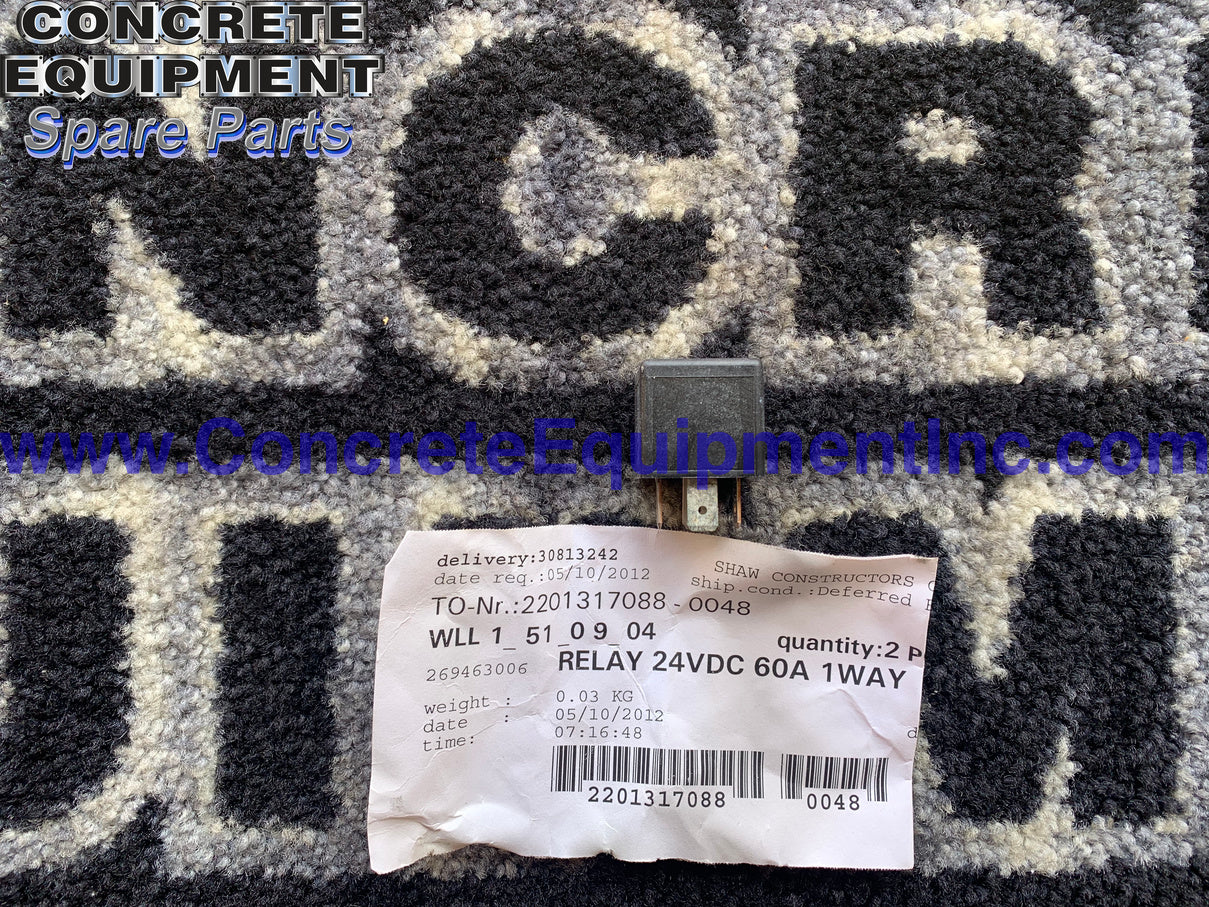 CONCRETE
EQUIPMENT
Spare Parts
NCR
www.ConcreteEquipmentInc.com
delivery:30813242
date req.:05/10/2012
SHAW CONSTRUCTORS
ship.cond.:Deferred
TO-Nr.:2201317088-0048
WLL 1_51_09_04
quantity:2 P
269463006 RELAY 24VDC 60A 1WAY
weight : 0.03 KG
date : 05/10/2012
time: 07:16:48
d
2201317088
0048